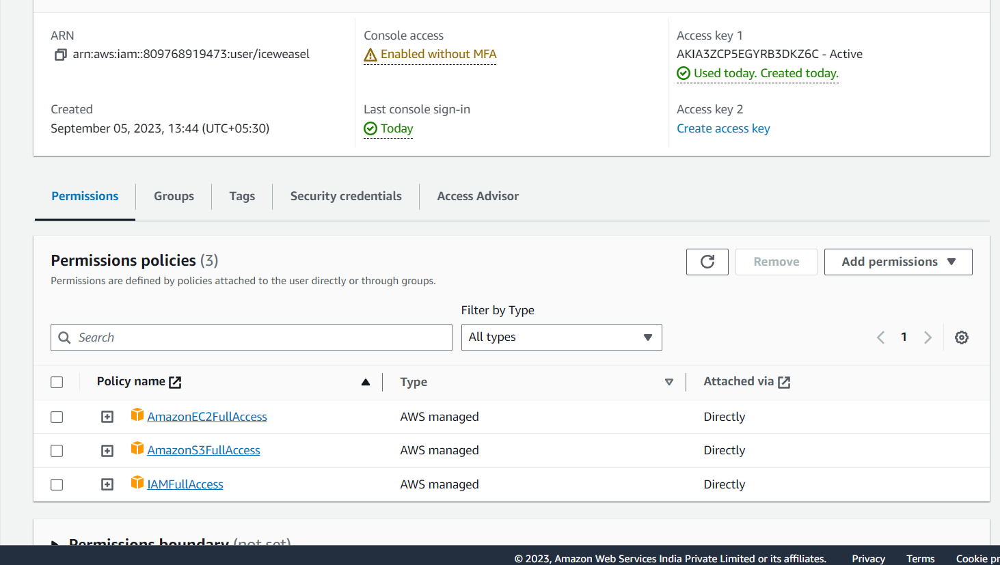 ARN
arn:aws:iam::809768919473:user/iceweasel
Console access
Enabled without MFA
Access key 1
AKIA3ZCP5EGYRB3DKZ6C - Active
Used today. Created today.
Created
September 05, 2023, 13:44 (UTC+05:30)
Last console sign-in
Today
Access key 2
Create access key
Permissions
Groups
Tags
Security credentials
Access Advisor
Permissions policies (3)
Permissions are defined by policies attached to the user directly or through groups.
Remove
Add permissions
Filter by Type
Search
All types
1
Policy name
Type
Attached via
AmazonEC2FullAccess
AWS managed
Directly
AmazonS3FullAccess
AWS managed
Directly
IAMFullAccess
AWS managed
Directly
Permissions boundary (not set)
© 2023, Amazon Web Services India Private Limited or its affiliates.
Privacy
Terms
Cookie pr